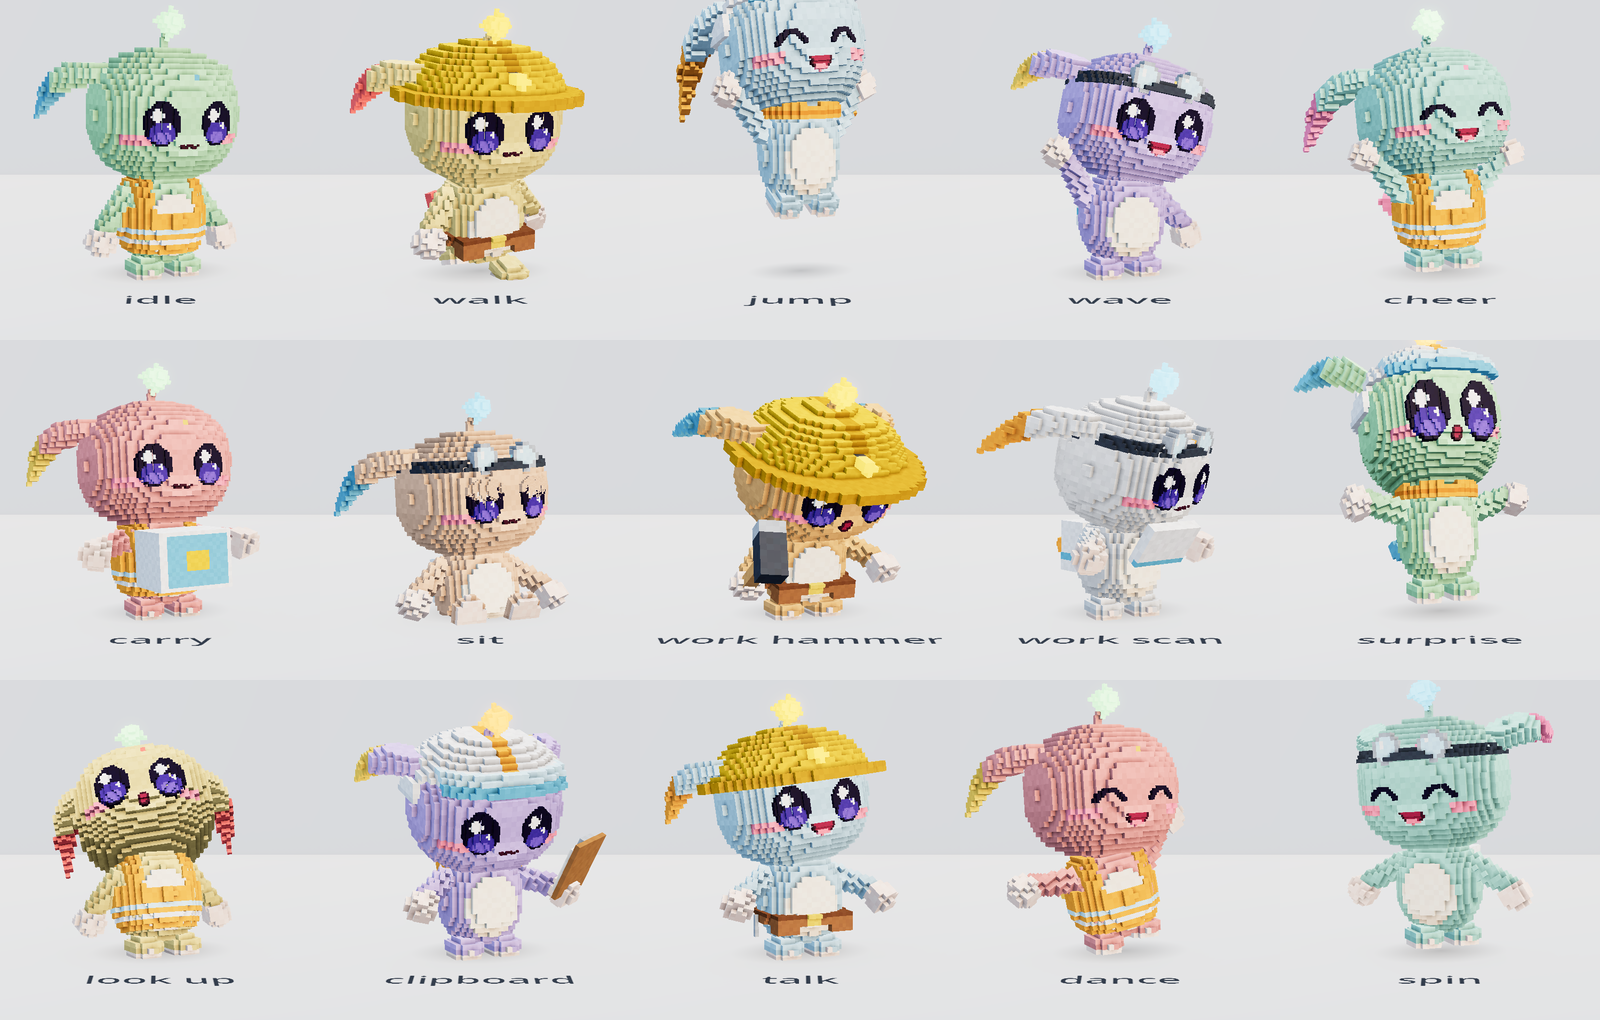 idle
walk
jump
wave
cheer
carry
sit
work hammer
work scan
surprise
look up
clipboard
talk
dance
spin